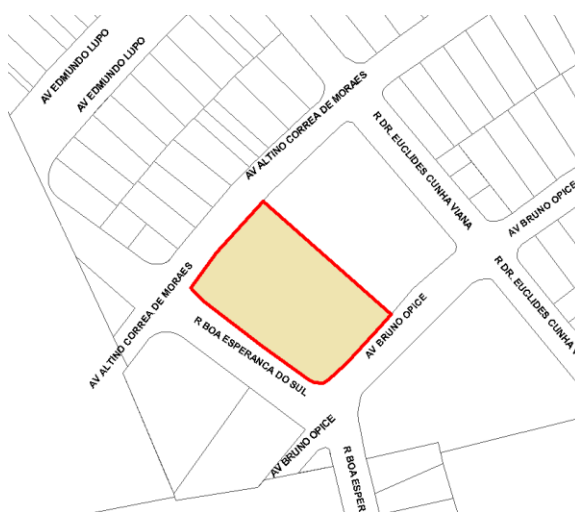 AV EDMUNDO LUPO
AV EDMUNDO LUPO
AV ALTINO CORREA DE MORAES
R DR. EUCLIDES CUNHA VIANA
AV BRUNO OPICE
R DR. EUCLIDES CUNHA V
AV ALTINO CORREA DE MORAES
AV BRUNO OPICE
R BOA ESPERANCA DO SUL
AV BRUNO OPICE
R BOA ESPER